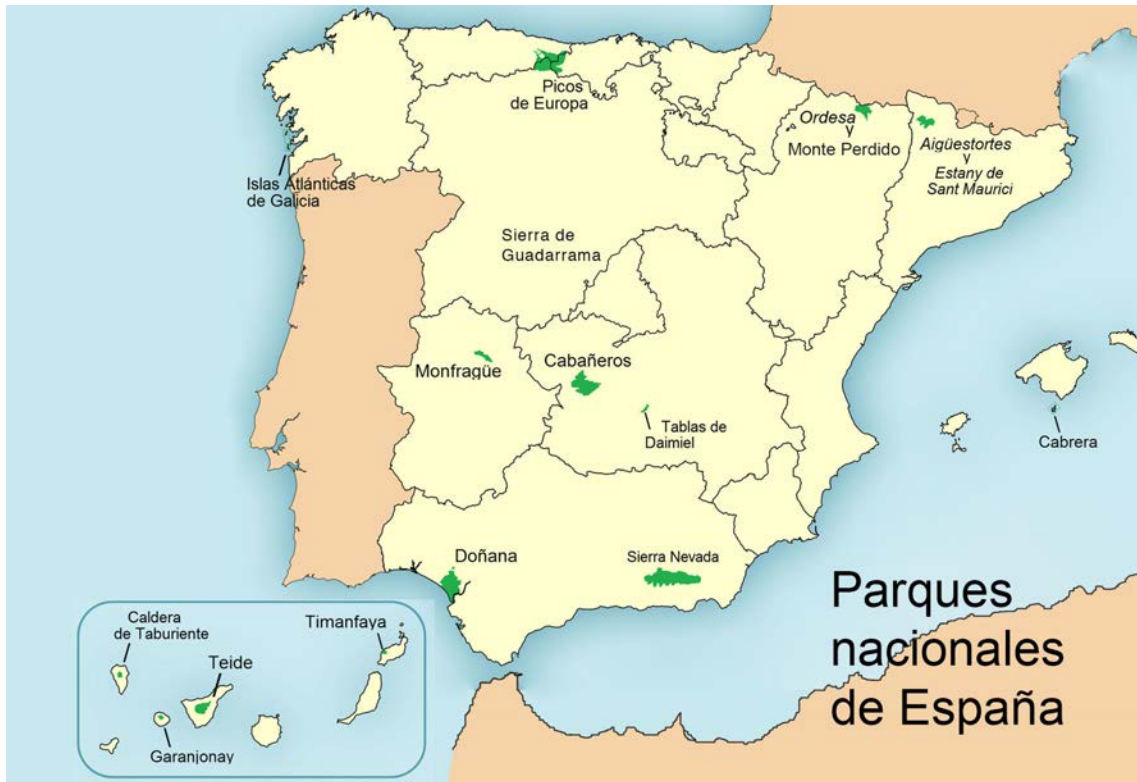 Picos
de Europa
Ordesa
y
Monte Perdido
Aigüestortes
y
Estany de
Sant Maurici
Islas Atlánticas
de Galicia
Sierra de
Guadarrama
Monfragüe
Cabañeros
Tablas de
Daimiel
Cabrera
Doñana
Sierra Nevada
Parques
nacionales
de España
Caldera
de Taburiente
Timanfaya
Teide
Garanjonay